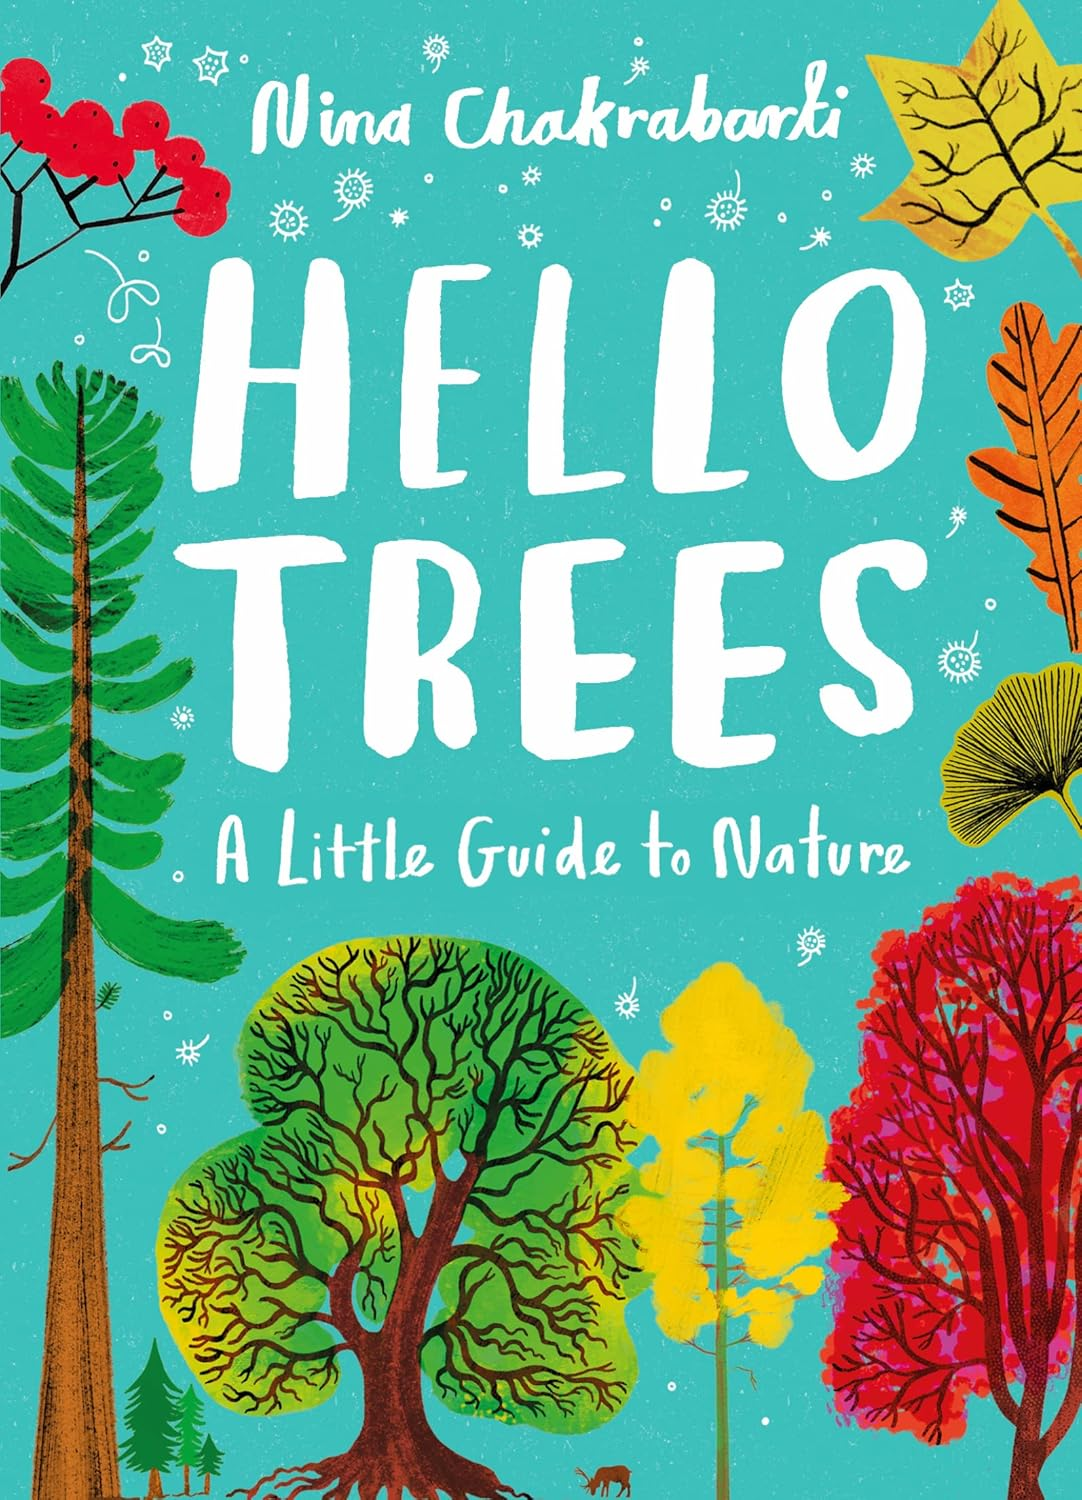 Nina Chakrabarti
HELLO
TREES
A Little Guide to Nature